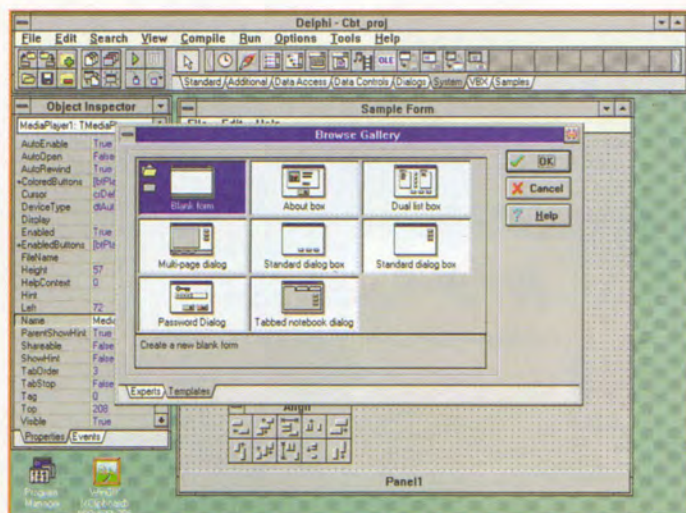 Delphi - Cbt_proj
File Edit Search View Compile Run Options Tools Help
OLE
Standard Additional Data Access Data Controls Dialogs System VBX Samples
Object Inspector
MediaPlayer1: TMediaPl
AutoEnable True
AutoOpen False
AutoRewind True
+ColoredButtons [btPla
Cursor crDef
DeviceType dtAut
Display
Enabled True
+EnabledButtons [btPla
FileName
Height 57
HelpContext 0
Hint
Left 72
Name Media
ParentShowHint True
Shareable False
ShowHint False
TabOrder 3
TabStop False
Tag 0
Top 208
Visible True
Properties Events
Sample Form
File Edit Help
Browse Gallery
Blank form
About box
Dual list box
Multi-page dialog
Standard dialog box
Standard dialog box
Password Dialog
Tabbed notebook dialog
Create a new blank form
Experts Templates
OK
Cancel
? Help
Align
Panel1
Program
Manager